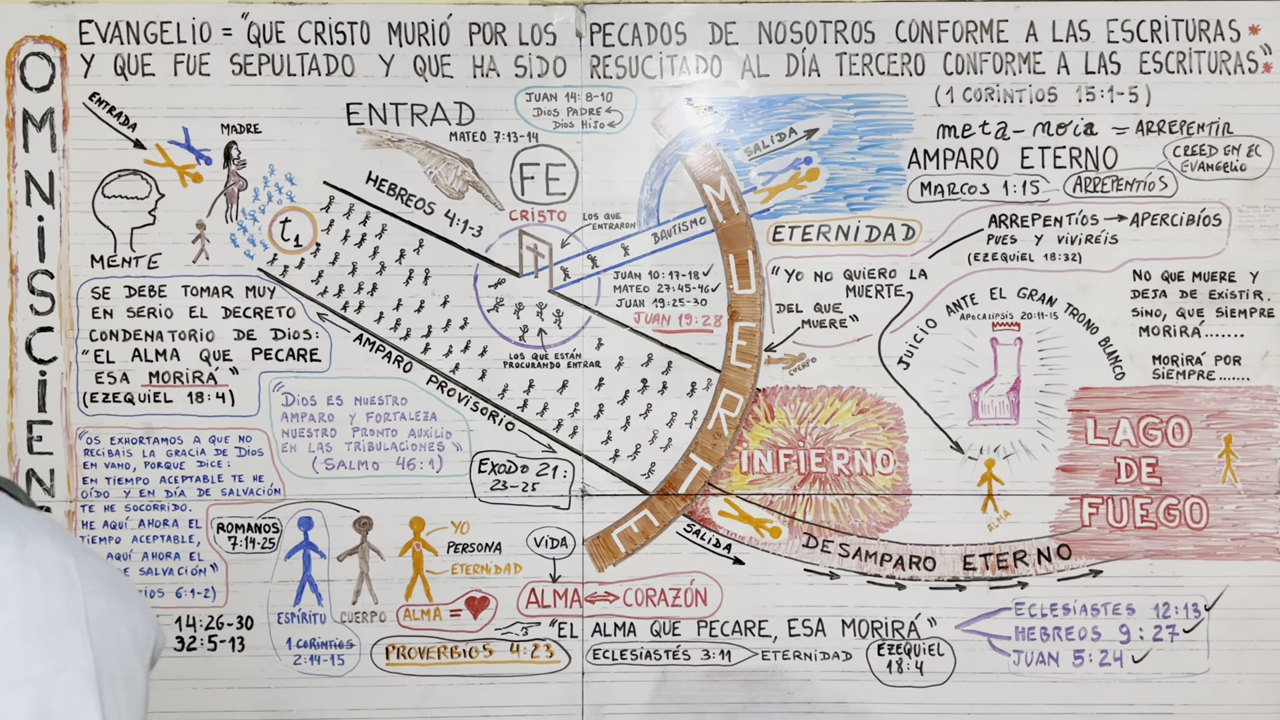 EVANGELIO = "QUE CRISTO MURIÓ POR LOS PECADOS DE NOSOTROS CONFORME A LAS ESCRITURAS*
Y QUE FUE SEPULTADO Y QUE HA SIDO RESUCITADO AL DÍA TERCERO CONFORME A LAS ESCRITURAS"*
(1 CORINTIOS 15:1-5)
OMNISCIEN
ENTRADA
MADRE
MENTE
t1
ENTRAD
MATEO 7:13-14
JUAN 14:8-10
DIOS PADRE
DIOS HIJO
FE
CRISTO
HEBREOS 4:1-3
LOS QUE
ENTRARON
BAUTISMO
SALIDA
JUAN 10:17-18 ✓
MATEO 27:45-46 ✓
JUAN 19:25-30
JUAN 19:28
LOS QUE ESTÁN
PROCURANDO ENTRAR
AMPARO PROVISORIO
MUERTE
meta-noia = ARREPENTIR
AMPARO ETERNO
CREED EN EL
EVANGELIO
MARCOS 1:15
ARREPENTÍOS
ETERNIDAD
ARREPENTÍOS → APERCIBÍOS
PUES Y VIVIRÉIS
(EZEQUIEL 18:32)
"YO NO QUIERO LA
MUERTE
DEL QUE
MUERE"
CUERPO
JUICIO ANTE EL GRAN TRONO BLANCO
APOCALIPSIS 20:11-15
NO QUE MUERE Y
DEJA DE EXISTIR.
SINO, QUE SIEMPRE
MORIRÁ.......
MORIRÁ POR
SIEMPRE.......
SE DEBE TOMAR MUY
EN SERIO EL DECRETO
CONDENATORIO DE DIOS:
"EL ALMA QUE PECARE
ESA MORIRÁ"
(EZEQUIEL 18:4)
"DIOS ES NUESTRO
AMPARO Y FORTALEZA
NUESTRO PRONTO AUXILIO
EN LAS TRIBULACIONES"
(SALMO 46:1)
EXODO 21:
23-25
INFIERNO
ALMA
LAGO
DE
FUEGO
SALIDA
DESAMPARO ETERNO
"OS EXHORTAMOS A QUE NO
RECIBAIS LA GRACIA DE DIOS
EN VANO, PORQUE DICE:
EN TIEMPO ACEPTABLE TE HE
OÍDO Y EN DÍA DE SALVACIÓN
TE HE SOCORRIDO.
HE AQUÍ AHORA EL
TIEMPO ACEPTABLE,
AQUÍ AHORA EL
SALVACIÓN"
6:1-2)
14:26-30
32:5-13
ROMANOS
7:14-25
ESPÍRITU
CUERPO
ALMA = ♥
YO
PERSONA
ETERNIDAD
1 CORINTIOS
2:14-15
PROVERBIOS 4:23
VIDA
ALMA ⇔ CORAZÓN
"EL ALMA QUE PECARE, ESA MORIRÁ"
ECLESIASTÉS 3:11
ETERNIDAD
EZEQUIEL
18:4
ECLESIASTES 12:13 ✓
HEBREOS 9:27 ✓
JUAN 5:24 ✓